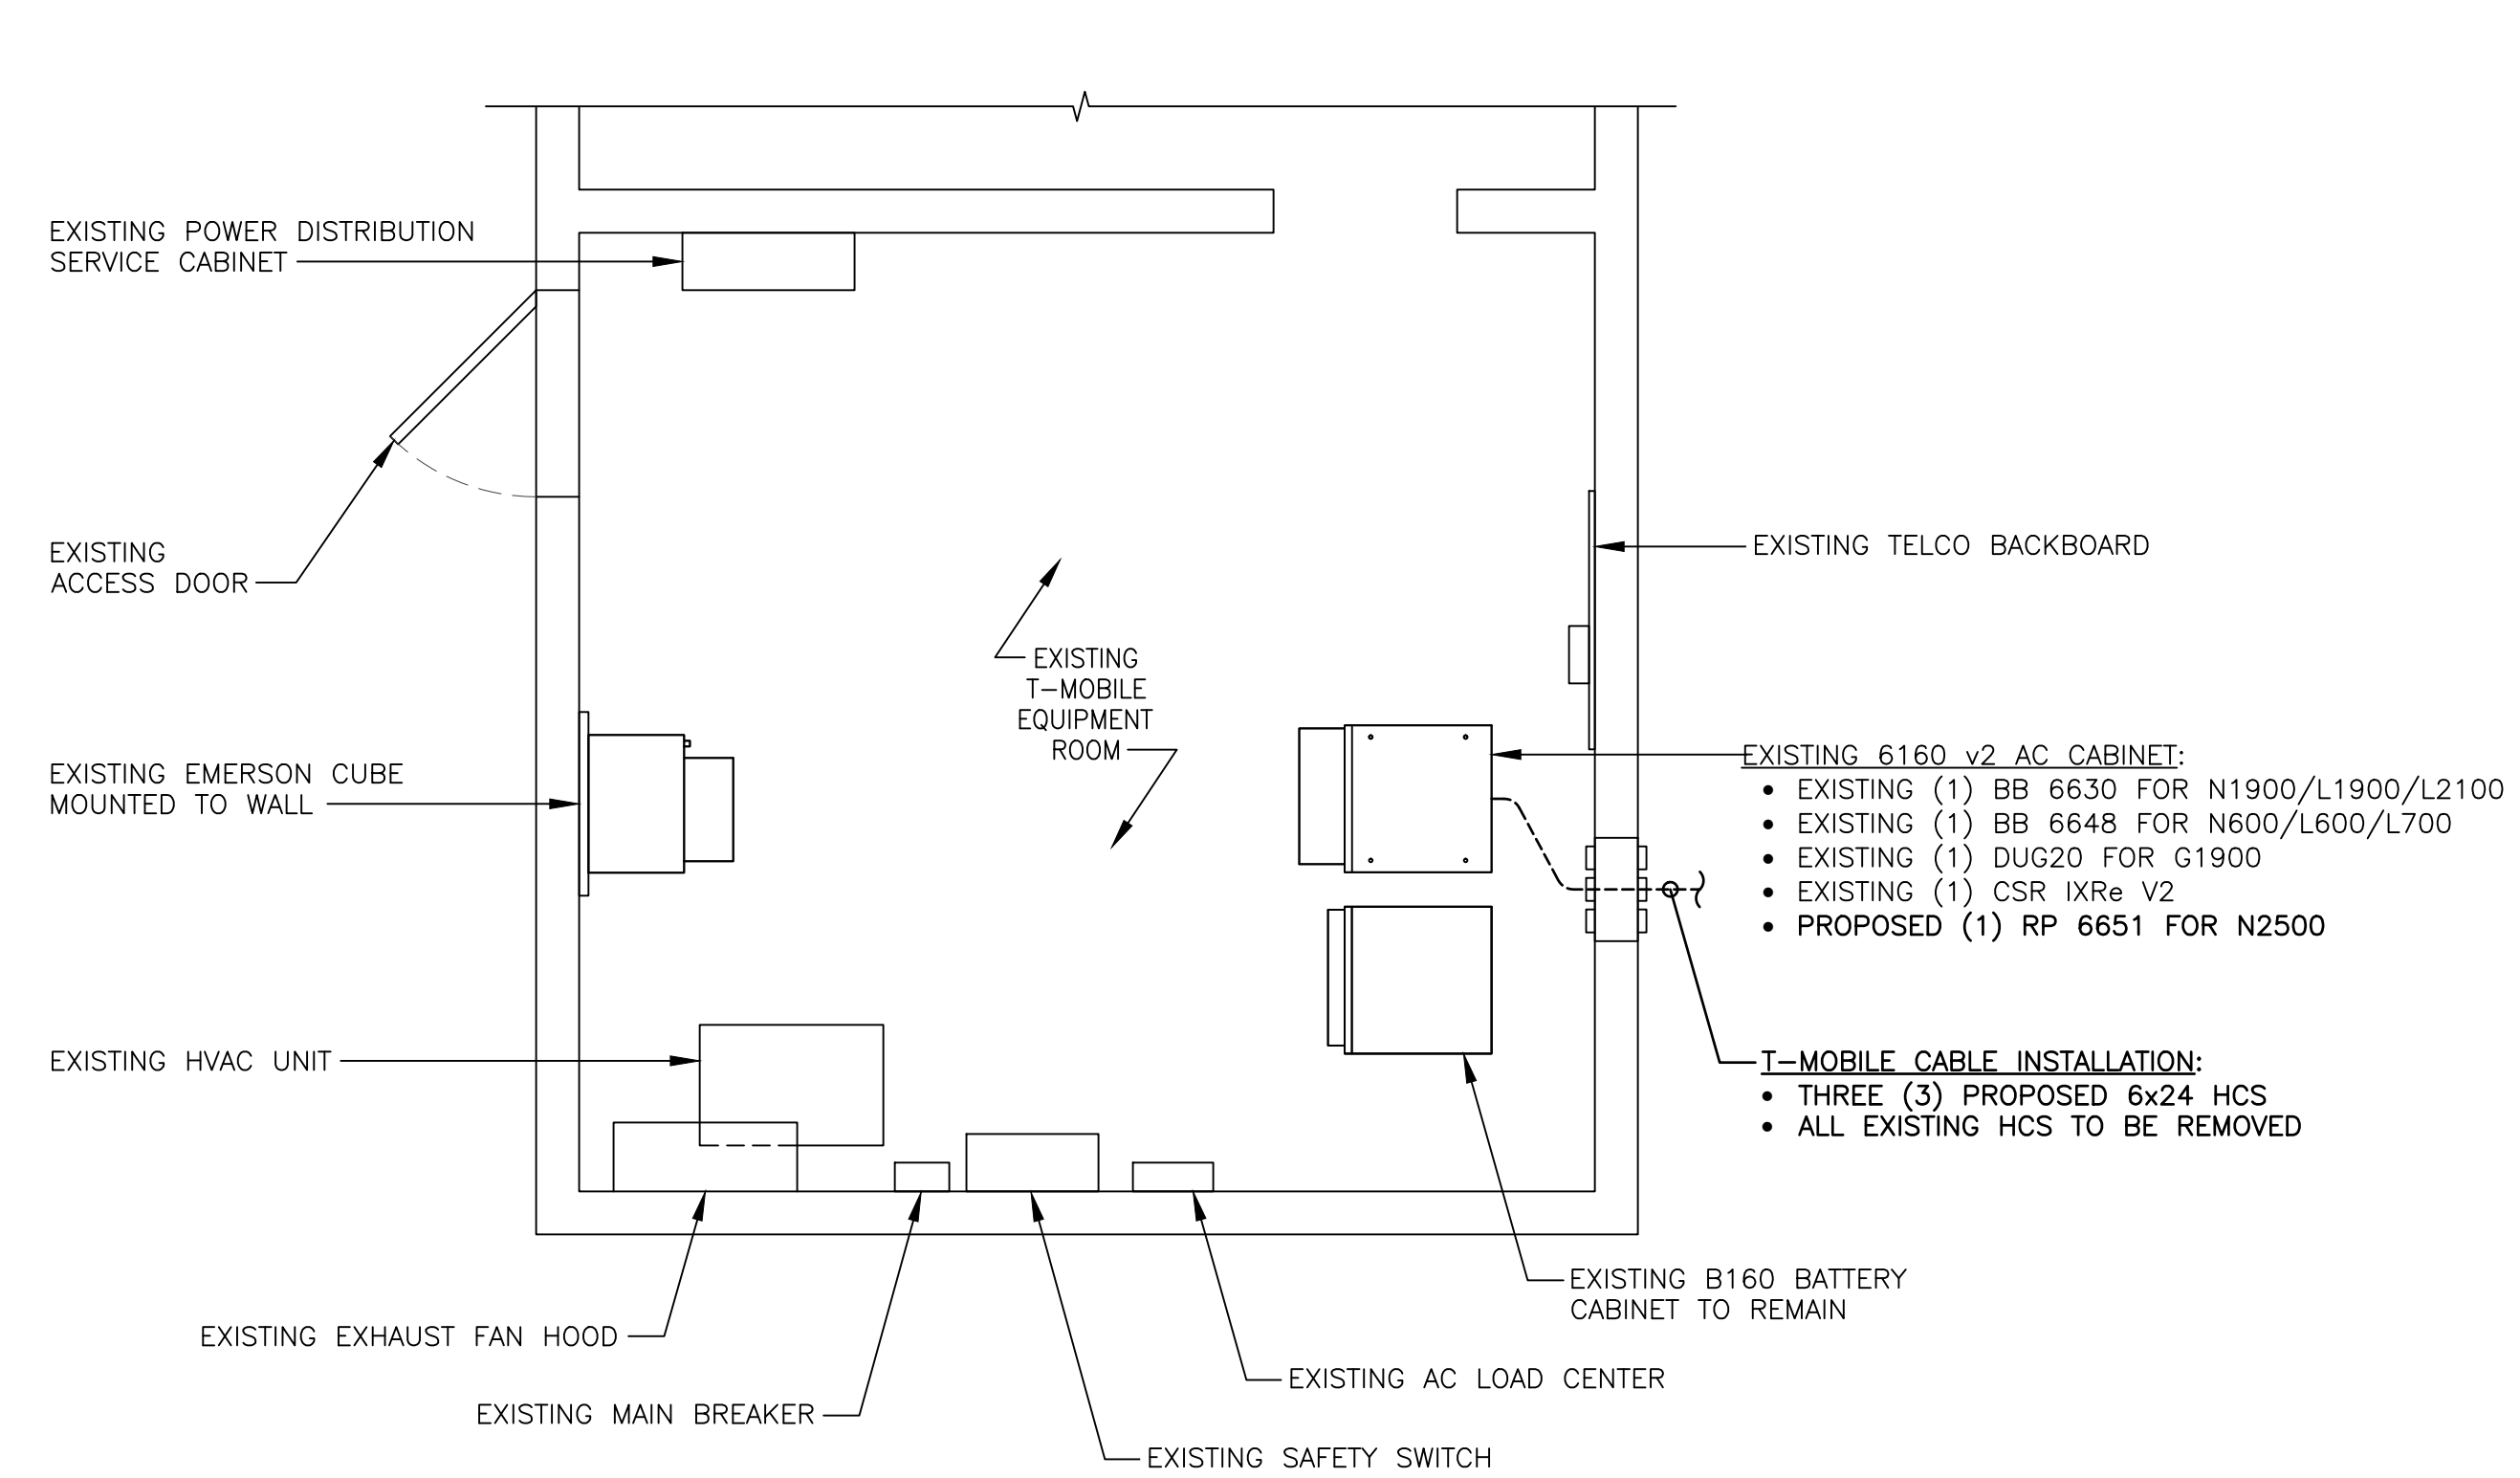 EXISTING POWER DISTRIBUTION
SERVICE CABINET
EXISTING
ACCESS DOOR
EXISTING TELCO BACKBOARD
EXISTING
T-MOBILE
EQUIPMENT
ROOM
EXISTING EMERSON CUBE
MOUNTED TO WALL
EXISTING 6160 v2 AC CABINET:
• EXISTING (1) BB 6630 FOR N1900/L1900/L2100
• EXISTING (1) BB 6648 FOR N600/L600/L700
• EXISTING (1) DUG20 FOR G1900
• EXISTING (1) CSR IXRe V2
• PROPOSED (1) RP 6651 FOR N2500
EXISTING HVAC UNIT
T-MOBILE CABLE INSTALLATION:
• THREE (3) PROPOSED 6x24 HCS
• ALL EXISTING HCS TO BE REMOVED
EXISTING B160 BATTERY
CABINET TO REMAIN
EXISTING EXHAUST FAN HOOD
EXISTING AC LOAD CENTER
EXISTING MAIN BREAKER
EXISTING SAFETY SWITCH